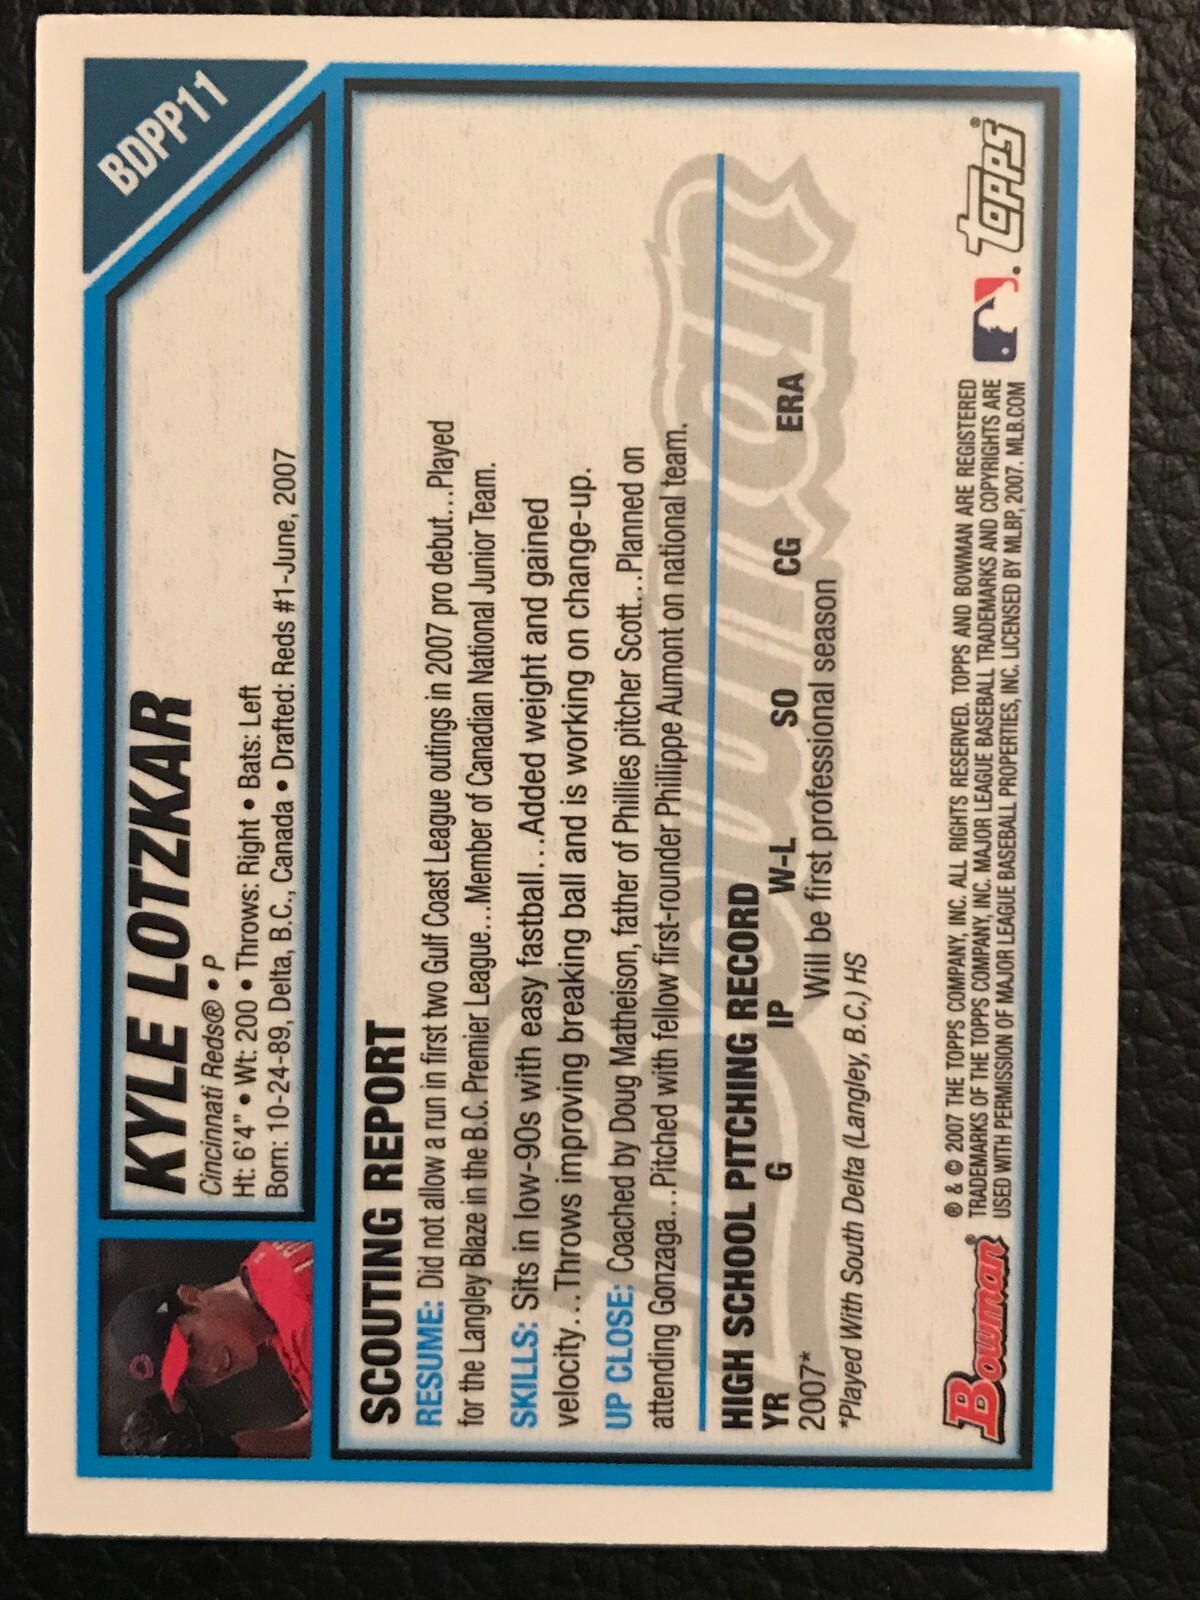 BDPP11
KYLE LOTZKAR
Cincinnati Reds® • P
Ht: 6'4" • Wt: 200 • Throws: Right • Bats: Left
Born: 10-24-89, Delta, B.C., Canada • Drafted: Reds #1-June, 2007
SCOUTING REPORT
RESUME: Did not allow a run in first two Gulf Coast League outings in 2007 pro debut...Played
for the Langley Blaze in the B.C. Premier League...Member of Canadian National Junior Team.
SKILLS: Sits in low-90s with easy fastball...Added weight and gained
velocity...Throws improving breaking ball and is working on change-up.
UP CLOSE: Coached by Doug Matheison, father of Phillies pitcher Scott...Planned on
attending Gonzaga...Pitched with fellow first-rounder Phillippe Aumont on national team.
HIGH SCHOOL PITCHING RECORD
YR G IP W-L SO CG ERA
2007* Will be first professional season
*Played With South Delta (Langley, B.C.) HS
Bowman
Bowman®
® & © 2007 THE TOPPS COMPANY, INC. ALL RIGHTS RESERVED. TOPPS AND BOWMAN ARE REGISTERED
TRADEMARKS OF THE TOPPS COMPANY, INC. MAJOR LEAGUE BASEBALL TRADEMARKS AND COPYRIGHTS ARE
USED WITH PERMISSION OF MAJOR LEAGUE BASEBALL PROPERTIES, INC. LICENSED BY MLBP, 2007. MLB.COM
Topps®